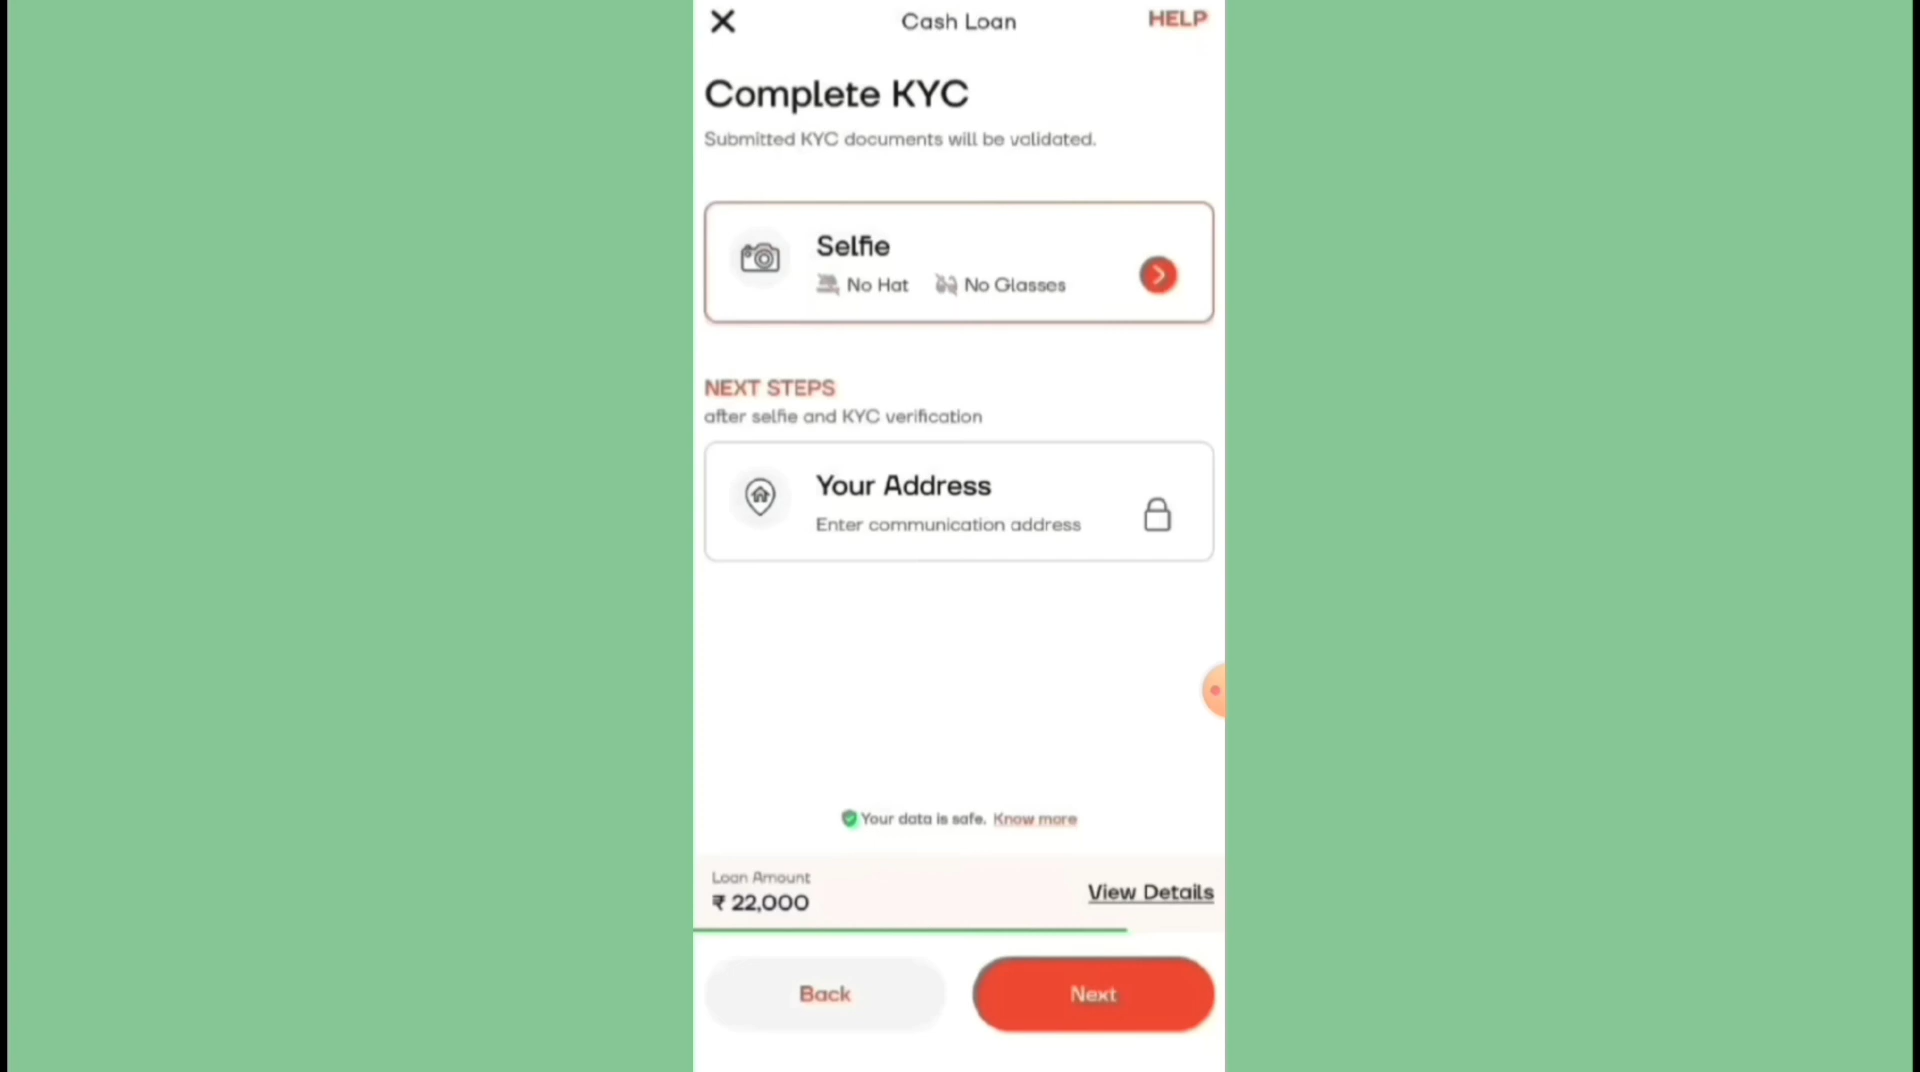 Cash Loan
HELP
Complete KYC
Submitted KYC documents will be validated.
Selfie
No Hat
No Glasses
NEXT STEPS
after selfie and KYC verification
Your Address
Enter communication address
Your data is safe. Know more
Loan Amount
₹ 22,000
View Details
Back
Next